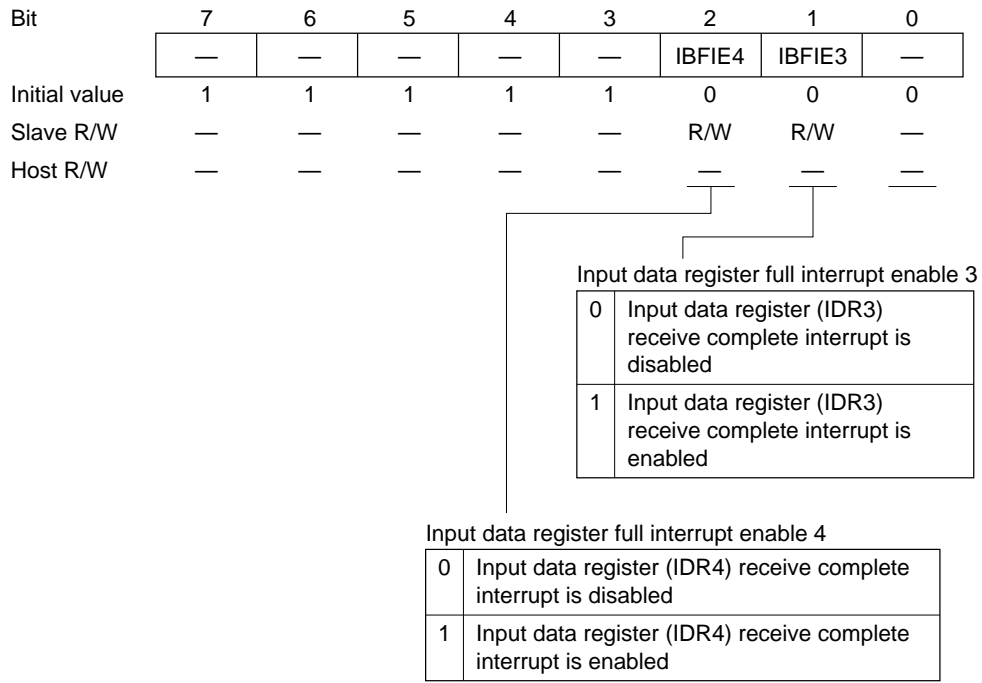 Bit 7 6 5 4 3 2 1 0
— — — — — IBFIE4 IBFIE3 —
Initial value 1 1 1 1 1 0 0 0
Slave R/W — — — — — R/W R/W —
Host R/W — — — — — — — —
Input data register full interrupt enable 3
0 Input data register (IDR3)
receive complete interrupt is
disabled
1 Input data register (IDR3)
receive complete interrupt is
enabled
Input data register full interrupt enable 4
0 Input data register (IDR4) receive complete
interrupt is disabled
1 Input data register (IDR4) receive complete
interrupt is enabled